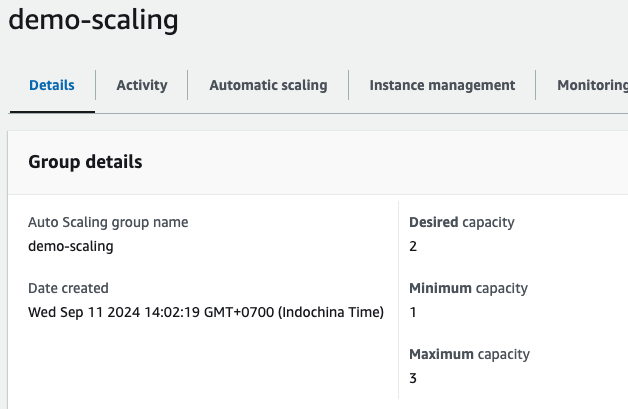 demo-scaling
Details Activity Automatic scaling Instance management Monitoring
Group details
Auto Scaling group name
demo-scaling
Date created
Wed Sep 11 2024 14:02:19 GMT+0700 (Indochina Time)
Desired capacity
2
Minimum capacity
1
Maximum capacity
3